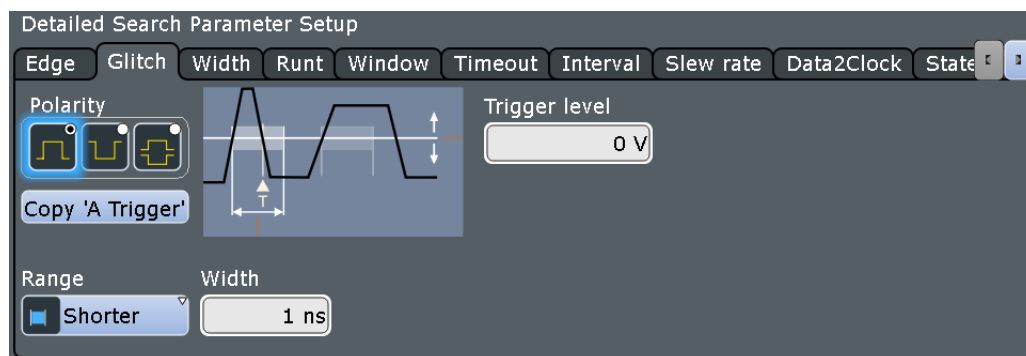 Detailed Search Parameter Setup
Edge Glitch Width Runt Window Timeout Interval Slew rate Data2Clock State
Polarity
Trigger level
0 V
Copy 'A Trigger'
T
Range Width
Shorter 1 ns